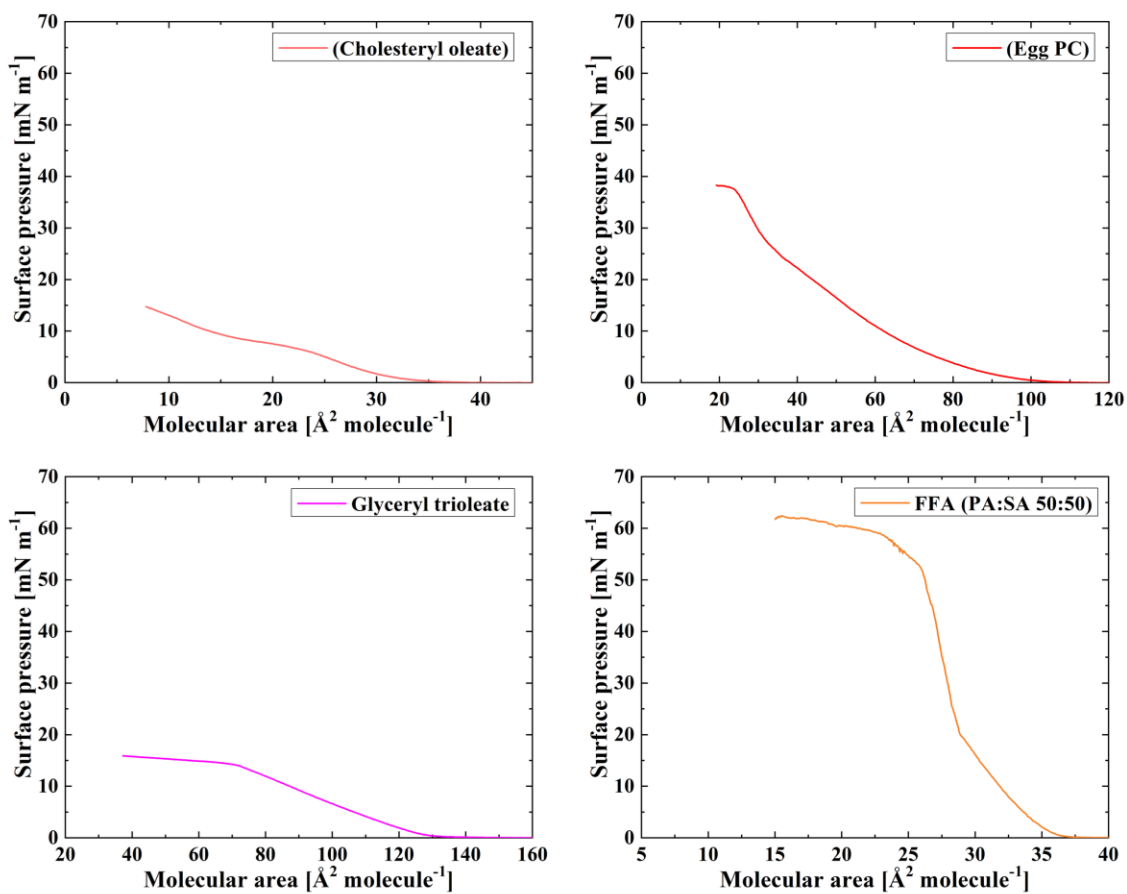 70
60
50
40
30
20
10
0
Surface pressure [mN m⁻¹]
(Cholesteryl oleate)
0 10 20 30 40
Molecular area [Å² molecule⁻¹]
70
60
50
40
30
20
10
0
Surface pressure [mN m⁻¹]
(Egg PC)
0 20 40 60 80 100 120
Molecular area [Å² molecule⁻¹]
70
60
50
40
30
20
10
0
Surface pressure [mN m⁻¹]
Glyceryl trioleate
20 40 60 80 100 120 140 160
Molecular area [Å² molecule⁻¹]
70
60
50
40
30
20
10
0
Surface pressure [mN m⁻¹]
FFA (PA:SA 50:50)
5 10 15 20 25 30 35 40
Molecular area [Å² molecule⁻¹]